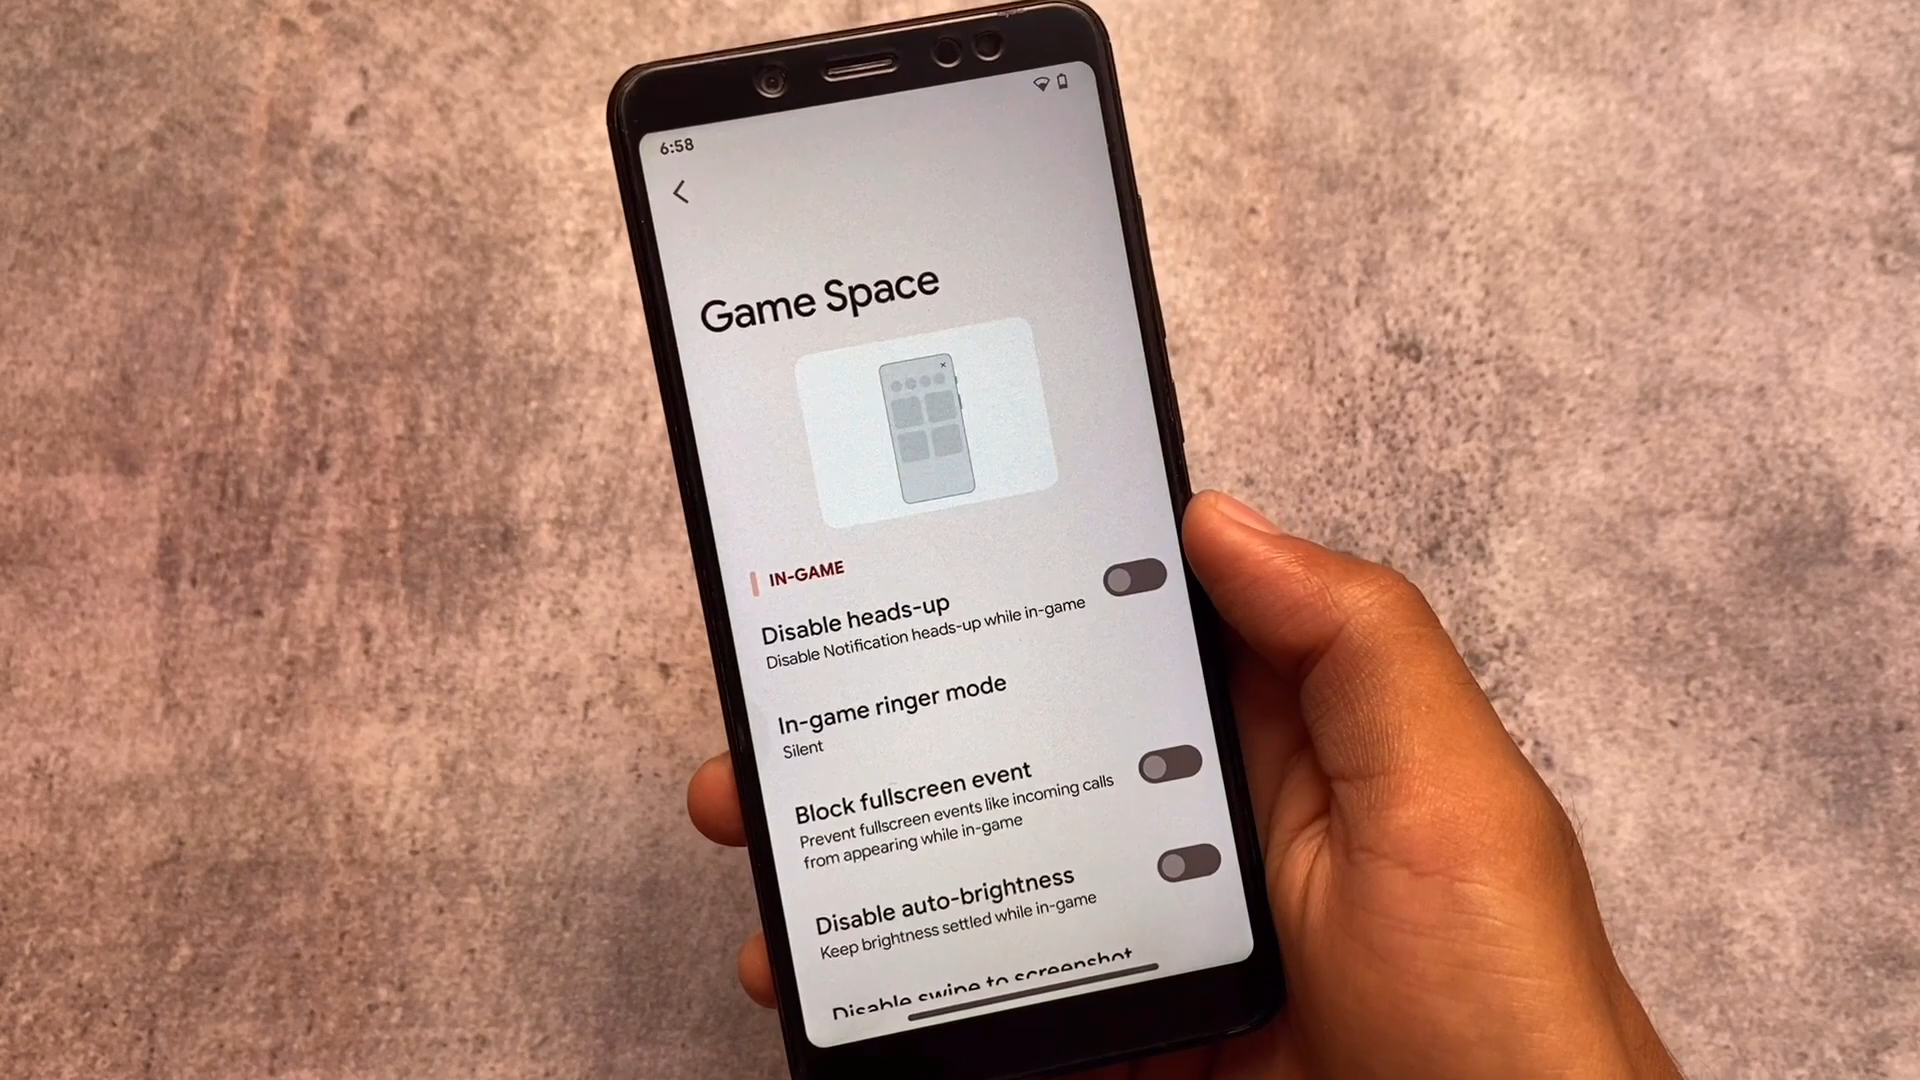 6:58
Game Space
IN-GAME
Disable heads-up
Disable Notification heads-up while in-game
In-game ringer mode
Silent
Block fullscreen event
Prevent fullscreen events like incoming calls
from appearing while in-game
Disable auto-brightness
Keep brightness settled while in-game
Disable swipe to screenshot